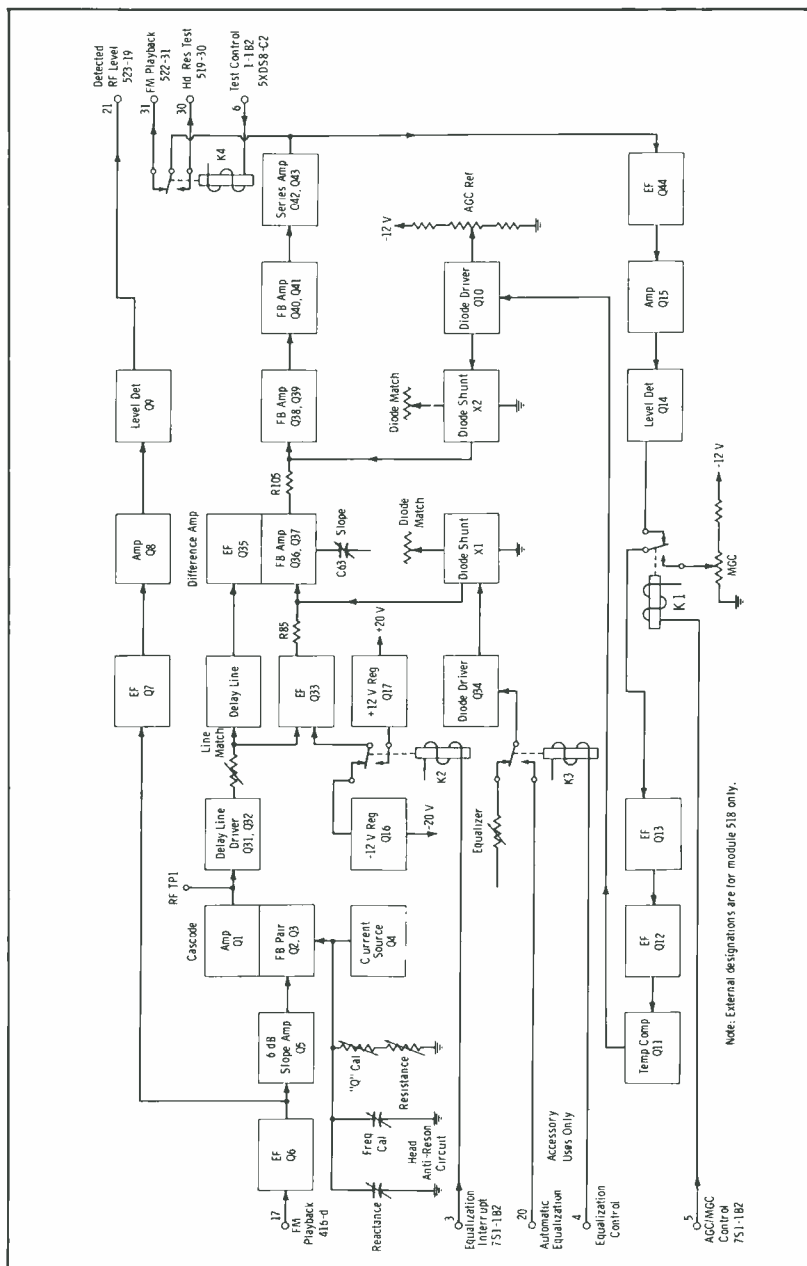 Detected
RF Level
523-19
21
FM Playback
522-31
31
Hd Res Test
519-30
30
Test Control
1-1B2
5XDS8-C2
6
K4
Level Det
Q9
Amp
Q8
EF
Q7
Series Amp
Q42, Q43
FB Amp
Q40, Q41
FB Amp
Q38, Q39
R105
Difference Amp
EF
Q35
FB Amp
Q36, Q37
C63
Slope
R85
Delay Line
Line
Match
EF
Q33
Delay Line
Driver
Q31, Q32
RF TP1
Cascode
Amp
Q1
FB Pair
Q2, Q3
Current
Source
Q4
6 dB
Slope Amp
Q5
EF
Q6
17
FM
Playback
416-d
Reactance
Freq
Cal
Head
Anti-Reson
Circuit
"Q" Cal
Resistance
-12 V Reg
Q16
-20 V
+12 V Reg
Q17
+20 V
K2
Diode
Match
Diode Shunt
X1
Diode Driver
Q34
Equalizer
K3
Diode Match
Diode Shunt
X2
Diode Driver
Q10
-12 V
AGC Ref
EF
Q44
Amp
Q15
Level Det
Q14
K1
-12 V
MGC
EF
Q13
EF
Q12
Temp Comp
Q11
3
Equalization
Interrupt
7S1-1B2
20
Automatic
Equalization
Accessory
Uses Only
4
Equalization
Control
5
AGC/MGC
Control
7S1-1B2
Note: External designations are for module 518 only.